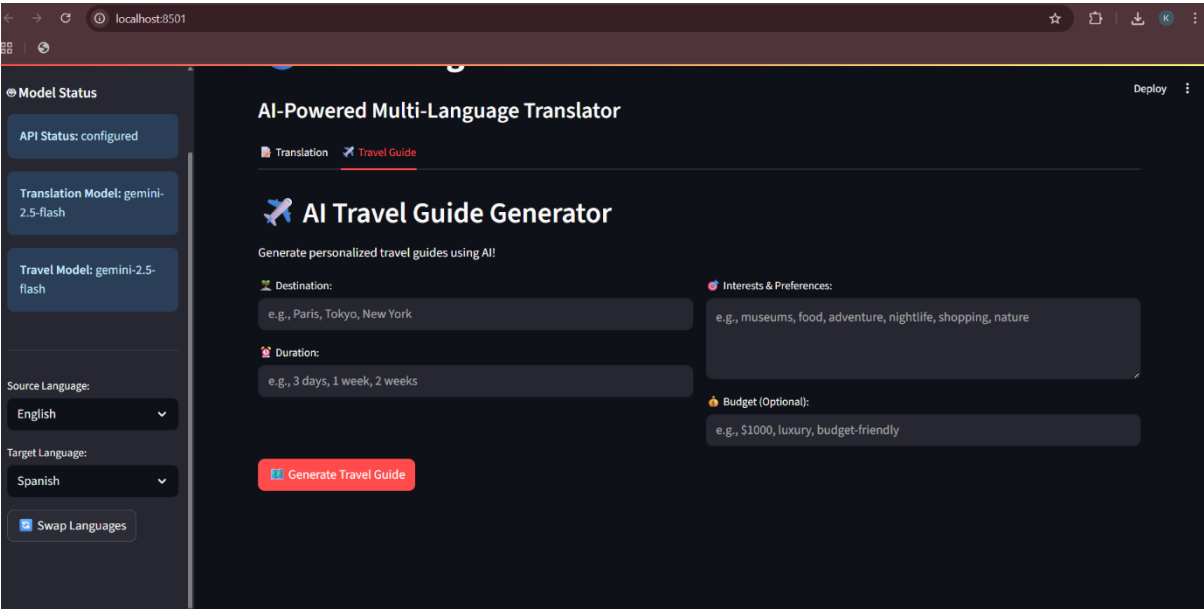 localhost:8501
K
Model Status
API Status: configured
Translation Model: gemini-
2.5-flash
Travel Model: gemini-2.5-
flash
Source Language:
English
Target Language:
Spanish
Swap Languages
Deploy
AI-Powered Multi-Language Translator
Translation
Travel Guide
AI Travel Guide Generator
Generate personalized travel guides using AI!
Destination:
e.g., Paris, Tokyo, New York
Duration:
e.g., 3 days, 1 week, 2 weeks
Interests & Preferences:
e.g., museums, food, adventure, nightlife, shopping, nature
Budget (Optional):
e.g., $1000, luxury, budget-friendly
Generate Travel Guide